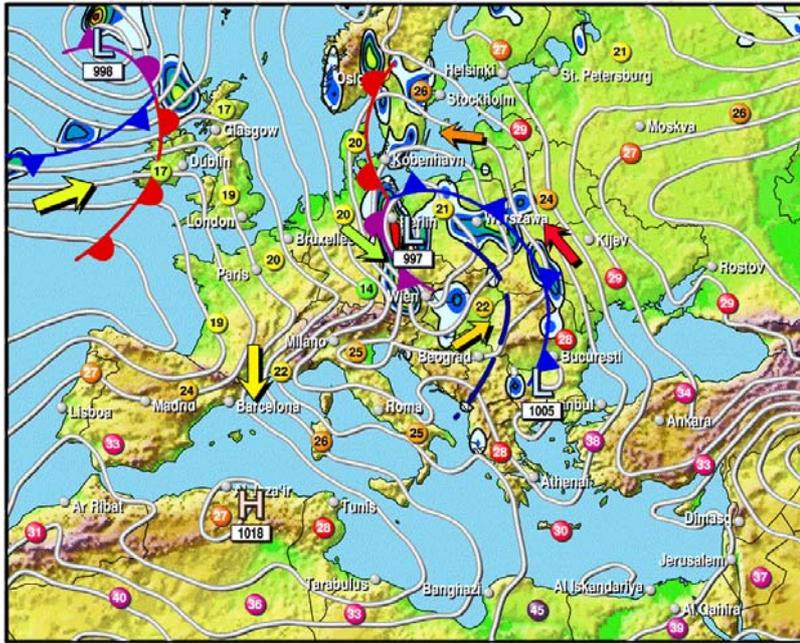 L
998
Oslo
Helsinki
27
21
St. Petersburg
26
Stockholm
17
Glasgow
29
Moskva
26
20
27
Dublin
København
17
19
24
London
20
Berlin
21
Warszawa
L
Bruxelles
997
Kijev
20
Paris
14
Wien
29
Rostov
22
29
19
Milano
25
Beograd
28
Bucuresti
27
22
24
L
34
Lisboa
Madrid
Barcelona
Roma
1005
Ankara
33
26
25
28
38
33
Athenai
H
Ar Ribat
27
1018
Tunis
28
30
Dimasq
31
Jerusalem
Tarabulus
Banghazi
Al Iskandariya
37
40
36
33
45
Al Qahira
39